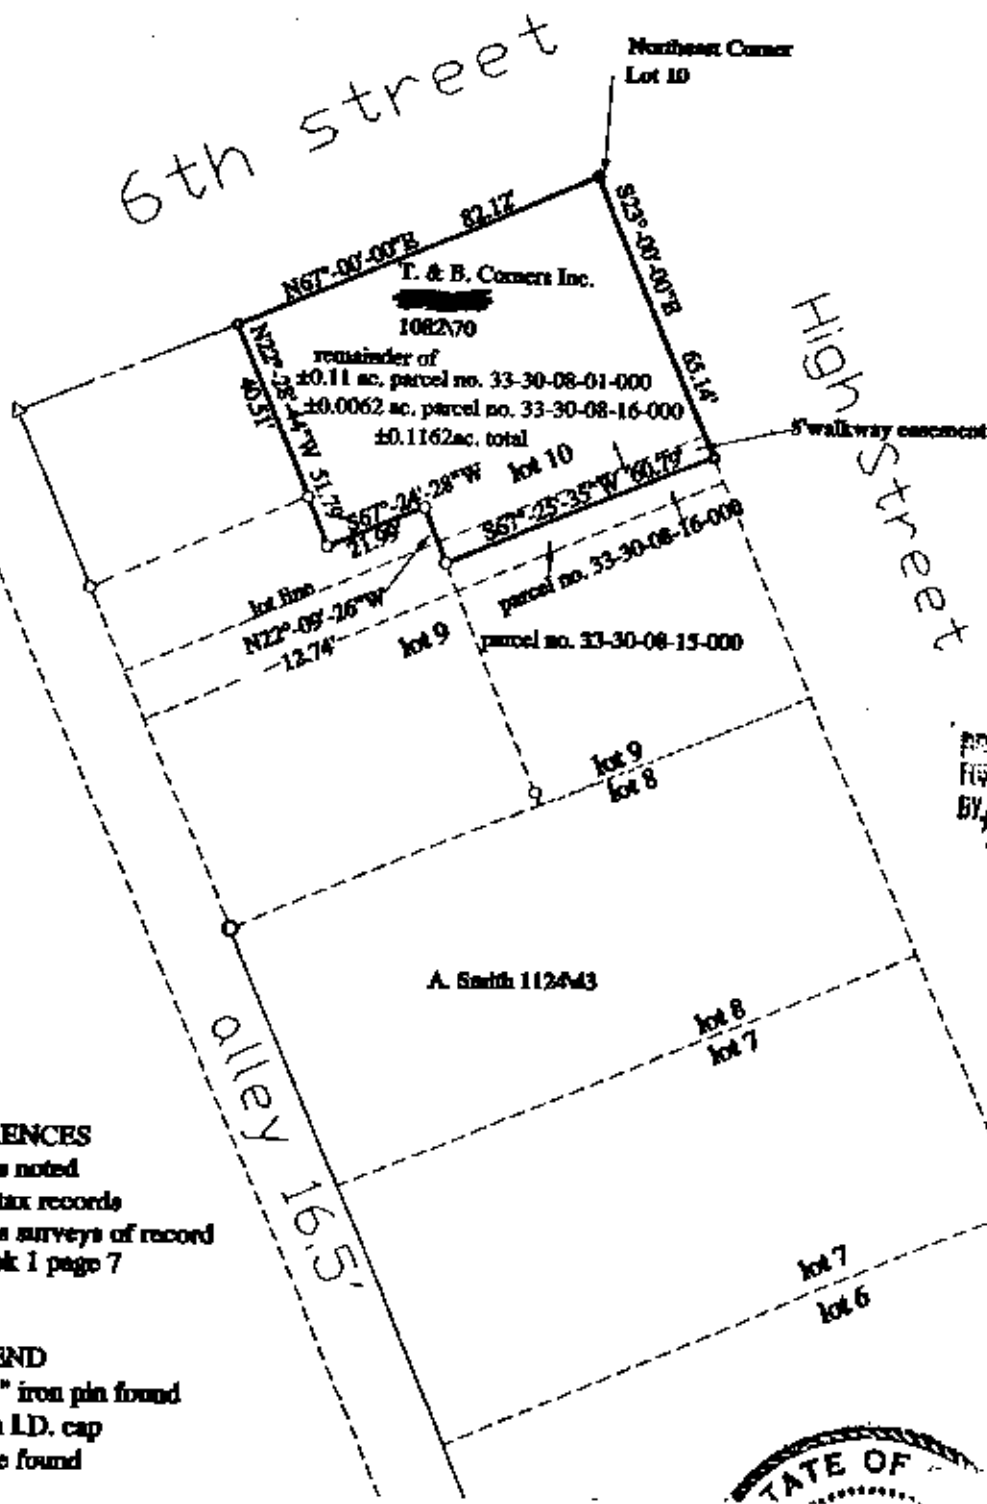 6th street
Northeast Corner
Lot 10
N67°-00'-00"E 82.12'
S23°-00'-00"E 65.14'
T. & B. Corners Inc.
1082\70
remainder of
±0.11 ac. parcel no. 33-30-08-01-000
±0.0062 ac. parcel no. 33-30-08-16-000
±0.1162ac. total
N22°-28'-44"W 51.79'
40.51'
High Street
5'walkway easement
lot 10
S67°-24'-28"W
21.99'
S67°-25'-35"W 60.79'
lot line
N22°-09'-26"W
12.74'
parcel no. 33-30-08-16-000
lot 9
parcel no. 33-30-08-15-000
lot 9
lot 8
BY
A. Smith 1124\43
lot 8
lot 7
alley 16.5'
ENCES
s noted
tax records
s surveys of record
k 1 page 7
lot 7
lot 6
END
" iron pin found
I.D. cap
e found
TATE OF